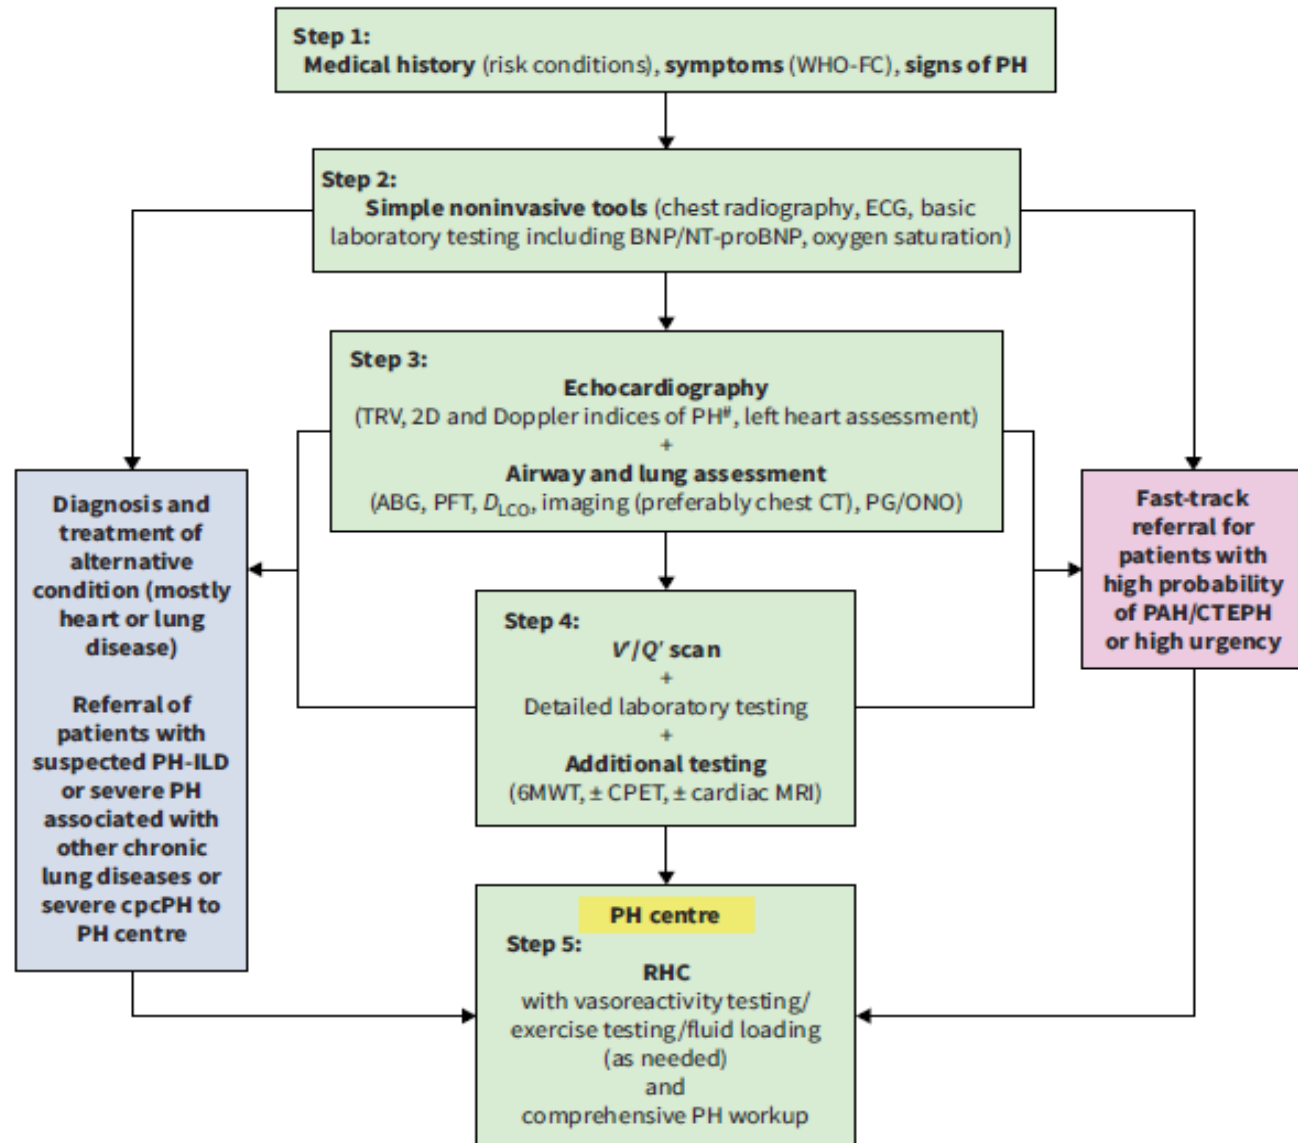 Step 1:
Medical history (risk conditions), symptoms (WHO-FC), signs of PH
Step 2:
Simple noninvasive tools (chest radiography, ECG, basic
laboratory testing including BNP/NT-proBNP, oxygen saturation)
Step 3:
Echocardiography
(TRV, 2D and Doppler indices of PH#, left heart assessment)
+
Airway and lung assessment
(ABG, PFT, DLCO, imaging (preferably chest CT), PG/ONO)
Diagnosis and
treatment of
alternative
condition (mostly
heart or lung
disease)
Referral of
patients with
suspected PH-ILD
or severe PH
associated with
other chronic
lung diseases or
severe cpcPH to
PH centre
Fast-track
referral for
patients with
high probability
of PAH/CTEPH
or high urgency
Step 4:
V′/Q′ scan
+
Detailed laboratory testing
+
Additional testing
(6MWT, ± CPET, ± cardiac MRI)
PH centre
Step 5:
RHC
with vasoreactivity testing/
exercise testing/fluid loading
(as needed)
and
comprehensive PH workup